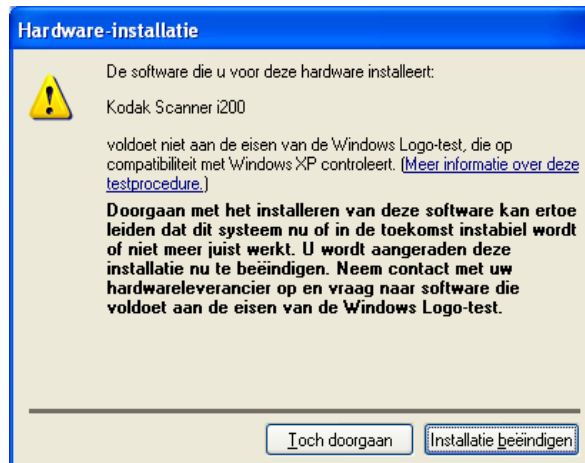 Hardware-installatie
De software die u voor deze hardware installeert:
Kodak Scanner i200
voldoet niet aan de eisen van de Windows Logo-test, die op
compatibiliteit met Windows XP controleert. (Meer informatie over deze
testprocedure.)
Doorgaan met het installeren van deze software kan ertoe
leiden dat dit systeem nu of in de toekomst instabiel wordt
of niet meer juist werkt. U wordt aangeraden deze
installatie nu te beëindigen. Neem contact met uw
hardwareleverancier op en vraag naar software die
voldoet aan de eisen van de Windows Logo-test.
Toch doorgaan Installatie beëindigen